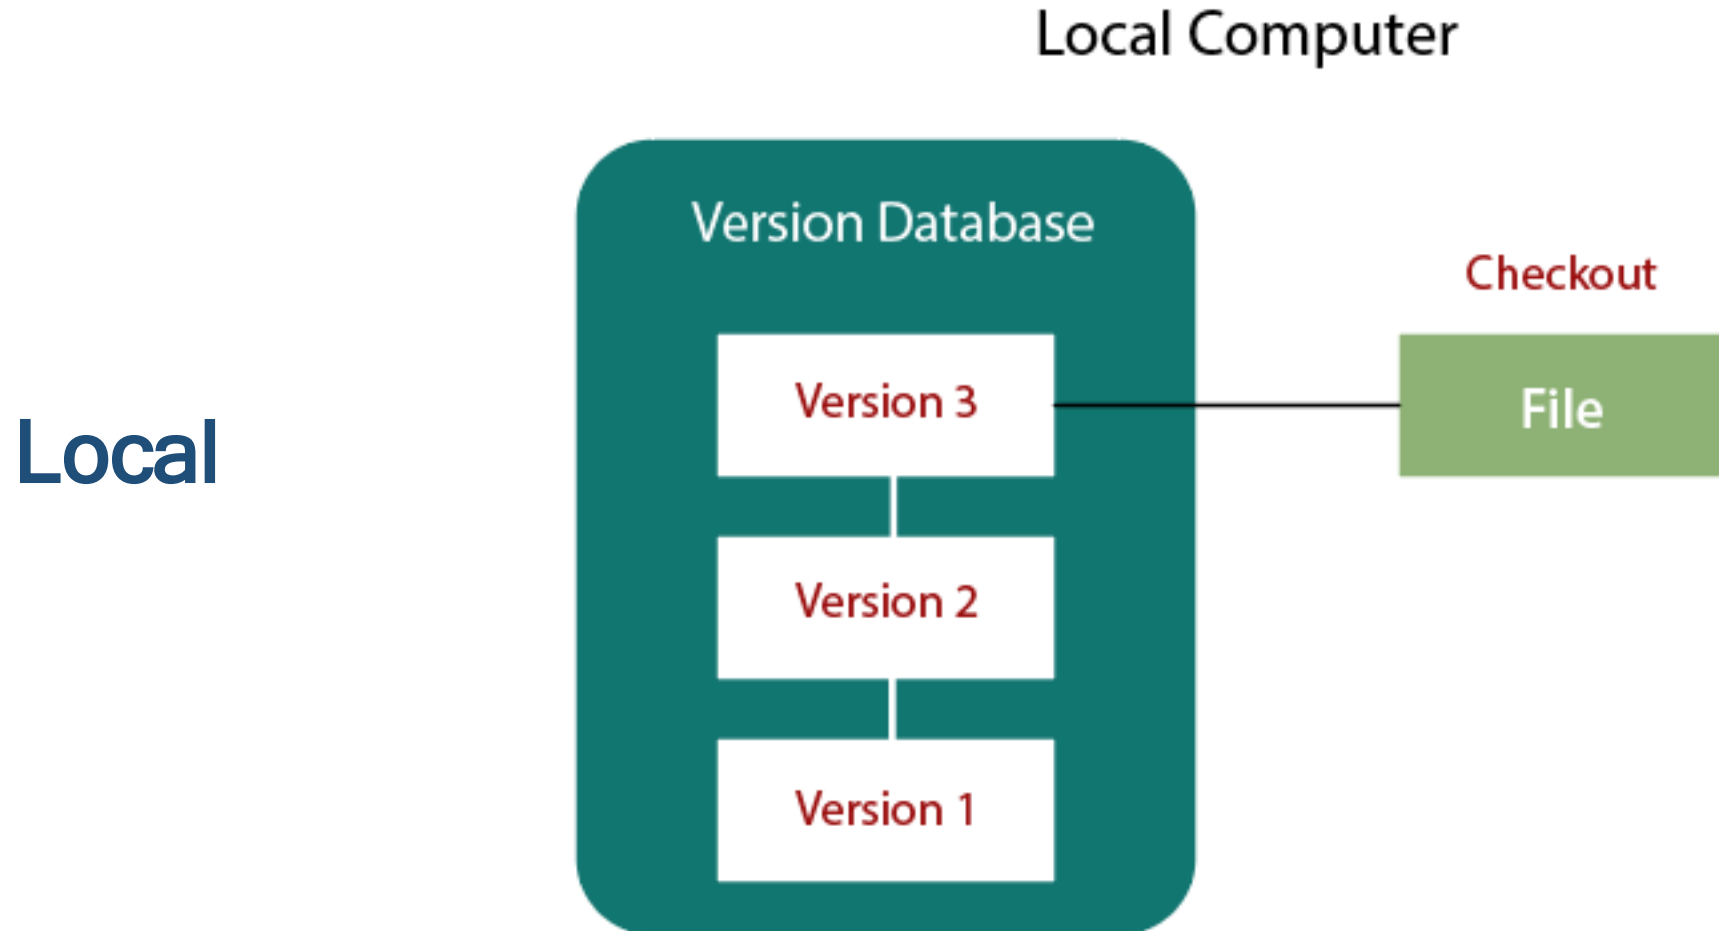 Local Computer
Version Database
Checkout
Version 3
File
Local
Version 2
Version 1